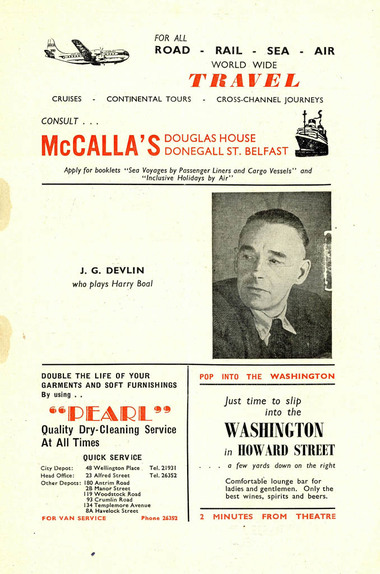 FOR ALL
ROAD - RAIL - SEA - AIR
WORLD WIDE
TRAVEL
CRUISES - CONTINENTAL TOURS - CROSS-CHANNEL JOURNEYS
CONSULT . . .
McCALLA'S DOUGLAS HOUSE
DONEGALL ST. BELFAST
Apply for booklets "Sea Voyages by Passenger Liners and Cargo Vessels" and
"Inclusive Holidays by Air"
J. G. DEVLIN
who plays Harry Boal
DOUBLE THE LIFE OF YOUR
GARMENTS AND SOFT FURNISHINGS
By using . .
"PEARL"
Quality Dry-Cleaning Service
At All Times
QUICK SERVICE
City Depot: 48 Wellington Place Tel. 21931
Head Office: 23 Alfred Street Tel. 26352
Other Depots: 180 Antrim Road
28 Manor Street
119 Woodstock Road
93 Crumlin Road
134 Templemore Avenue
8A Havelock Street
FOR VAN SERVICE Phone 26352
POP INTO THE WASHINGTON
Just time to slip
into the
WASHINGTON
in HOWARD STREET
. . . . a few yards down on the right
Comfortable lounge bar for
ladies and gentlemen. Only the
best wines, spirits and beers.
2 MINUTES FROM THEATRE